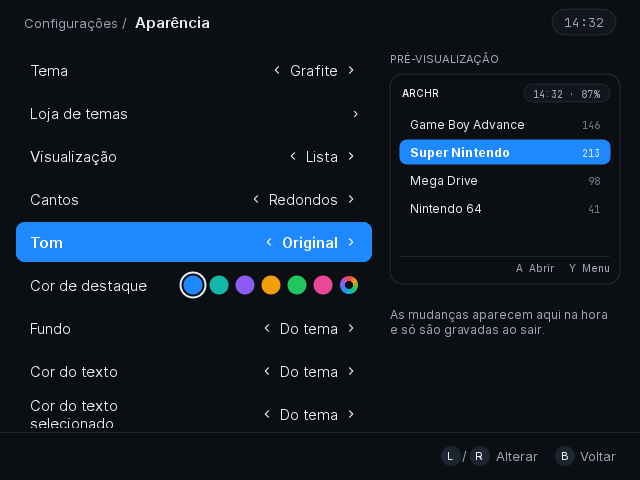 Configurações / Aparência
14:32
Tema ‹ Grafite ›
Loja de temas ›
Visualização ‹ Lista ›
Cantos ‹ Redondos ›
Tom ‹ Original ›
Cor de destaque
Fundo ‹ Do tema ›
Cor do texto ‹ Do tema ›
Cor do texto
selecionado ‹ Do tema ›
PRÉ-VISUALIZAÇÃO
ARCHR 14:32 · 87%
Game Boy Advance 146
Super Nintendo 213
Mega Drive 98
Nintendo 64 41
A Abrir Y Menu
As mudanças aparecem aqui na hora
e só são gravadas ao sair.
L / R Alterar B Voltar